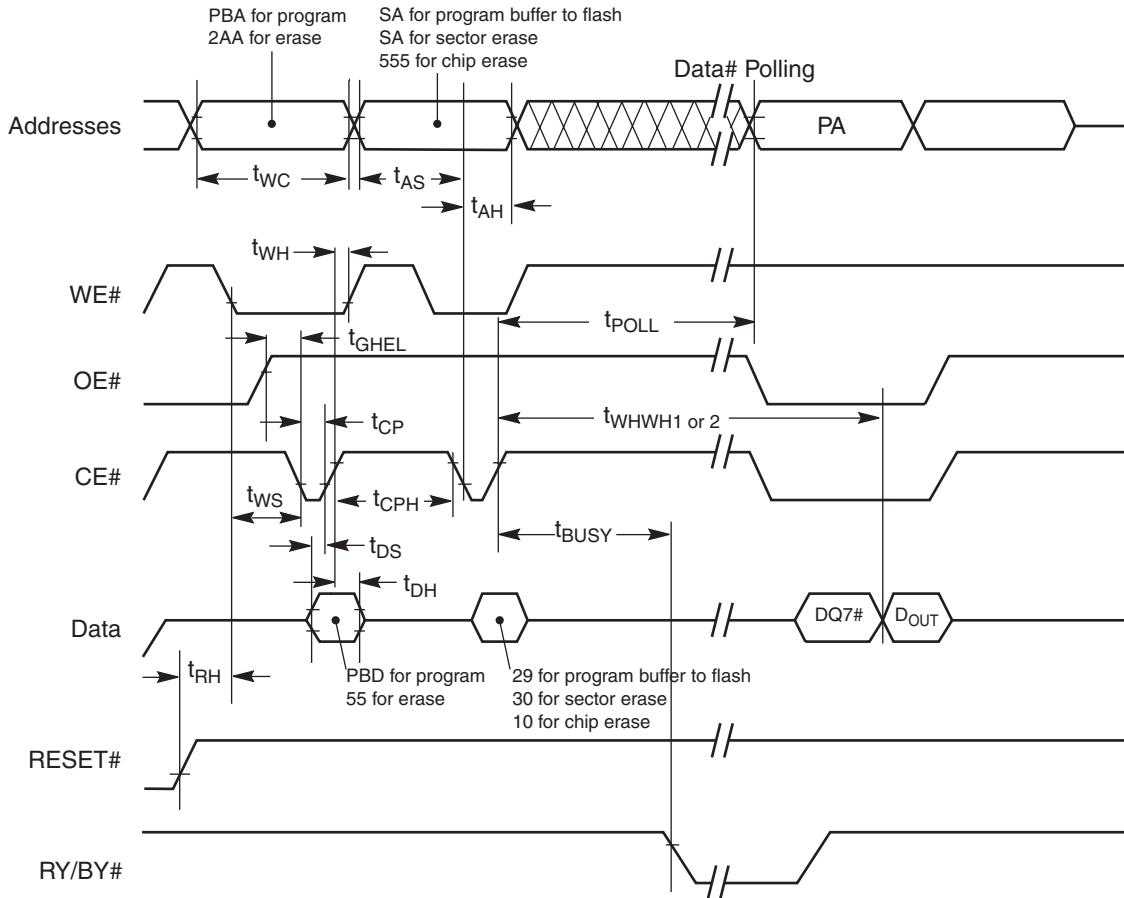 PBA for program
2AA for erase
SA for program buffer to flash
SA for sector erase
555 for chip erase
Data# Polling
Addresses
PA
tWC
tAS
tAH
tWH
WE#
tPOLL
tGHEL
OE#
tWHWH1 or 2
tCP
CE#
tWS
tCPH
tBUSY
tDS
tDH
Data
DQ7#
DOUT
tRH
PBD for program
55 for erase
29 for program buffer to flash
30 for sector erase
10 for chip erase
RESET#
RY/BY#